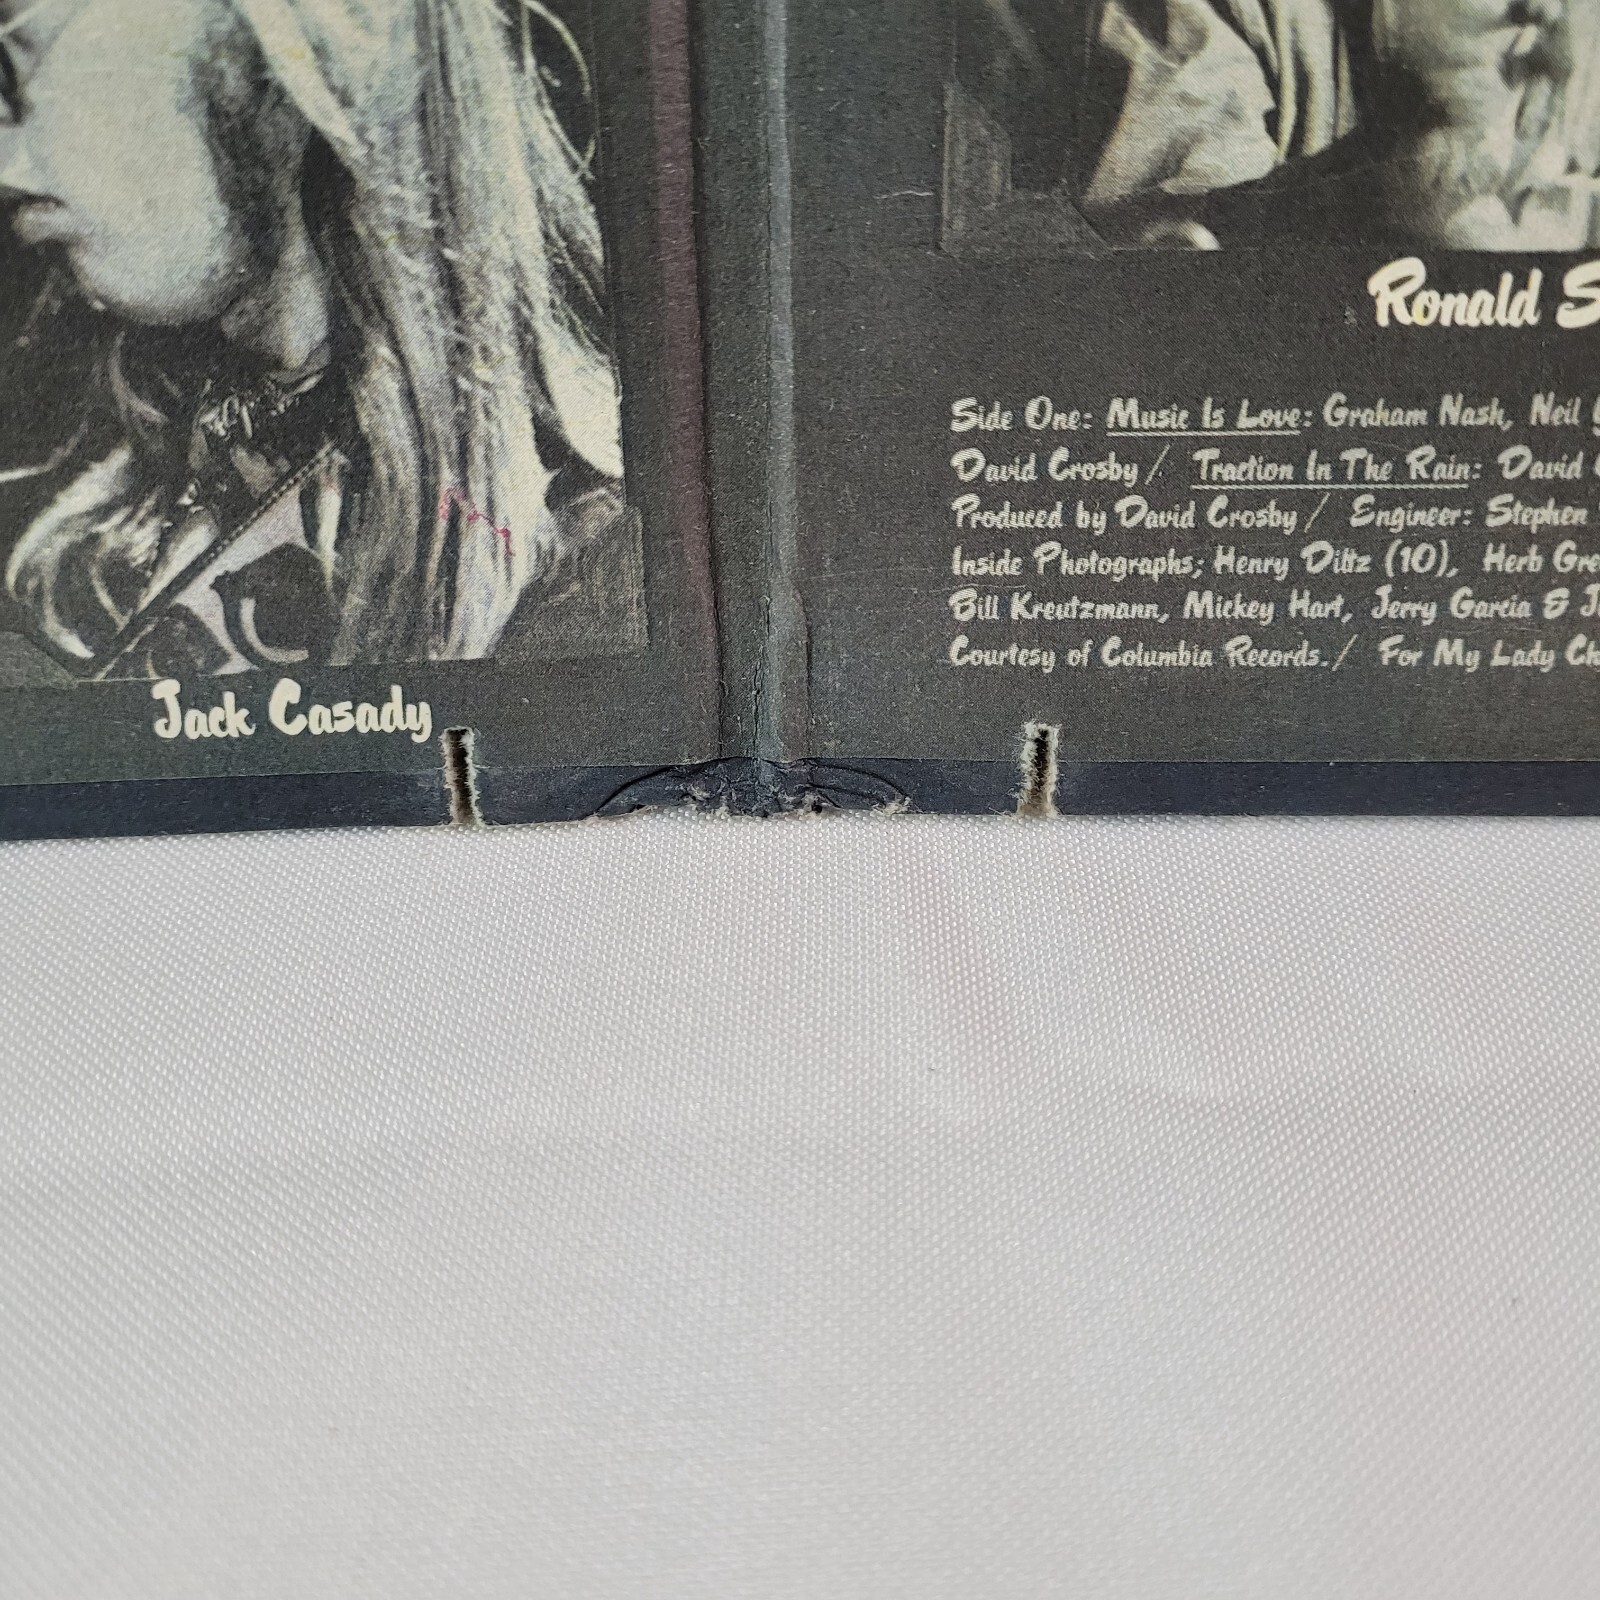 Jack Casady
Ronald S
Side One: Music Is Love: Graham Nash, Neil
David Crosby / Traction In The Rain: David
Produced by David Crosby / Engineer: Stephen
Inside Photographs; Henry Diltz (10), Herb Gre
Bill Kreutzmann, Mickey Hart, Jerry Garcia & J
Courtesy of Columbia Records. / For My Lady Ch